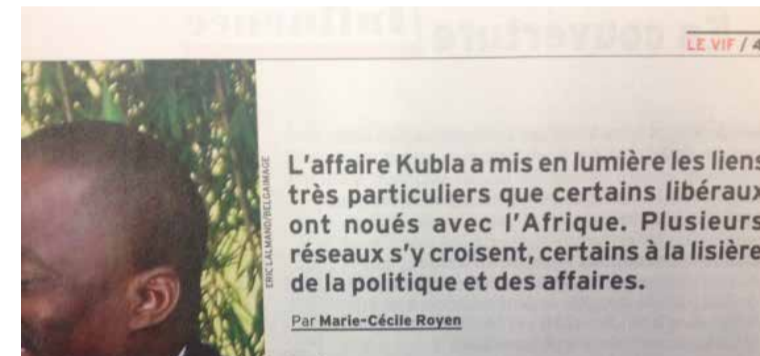 LE VIF / 4
ERIC LALMAND/BELGAIMAGE
L'affaire Kubla a mis en lumière les liens
très particuliers que certains libéraux
ont noués avec l'Afrique. Plusieurs
réseaux s'y croisent, certains à la lisière
de la politique et des affaires.
Par Marie-Cécile Royen